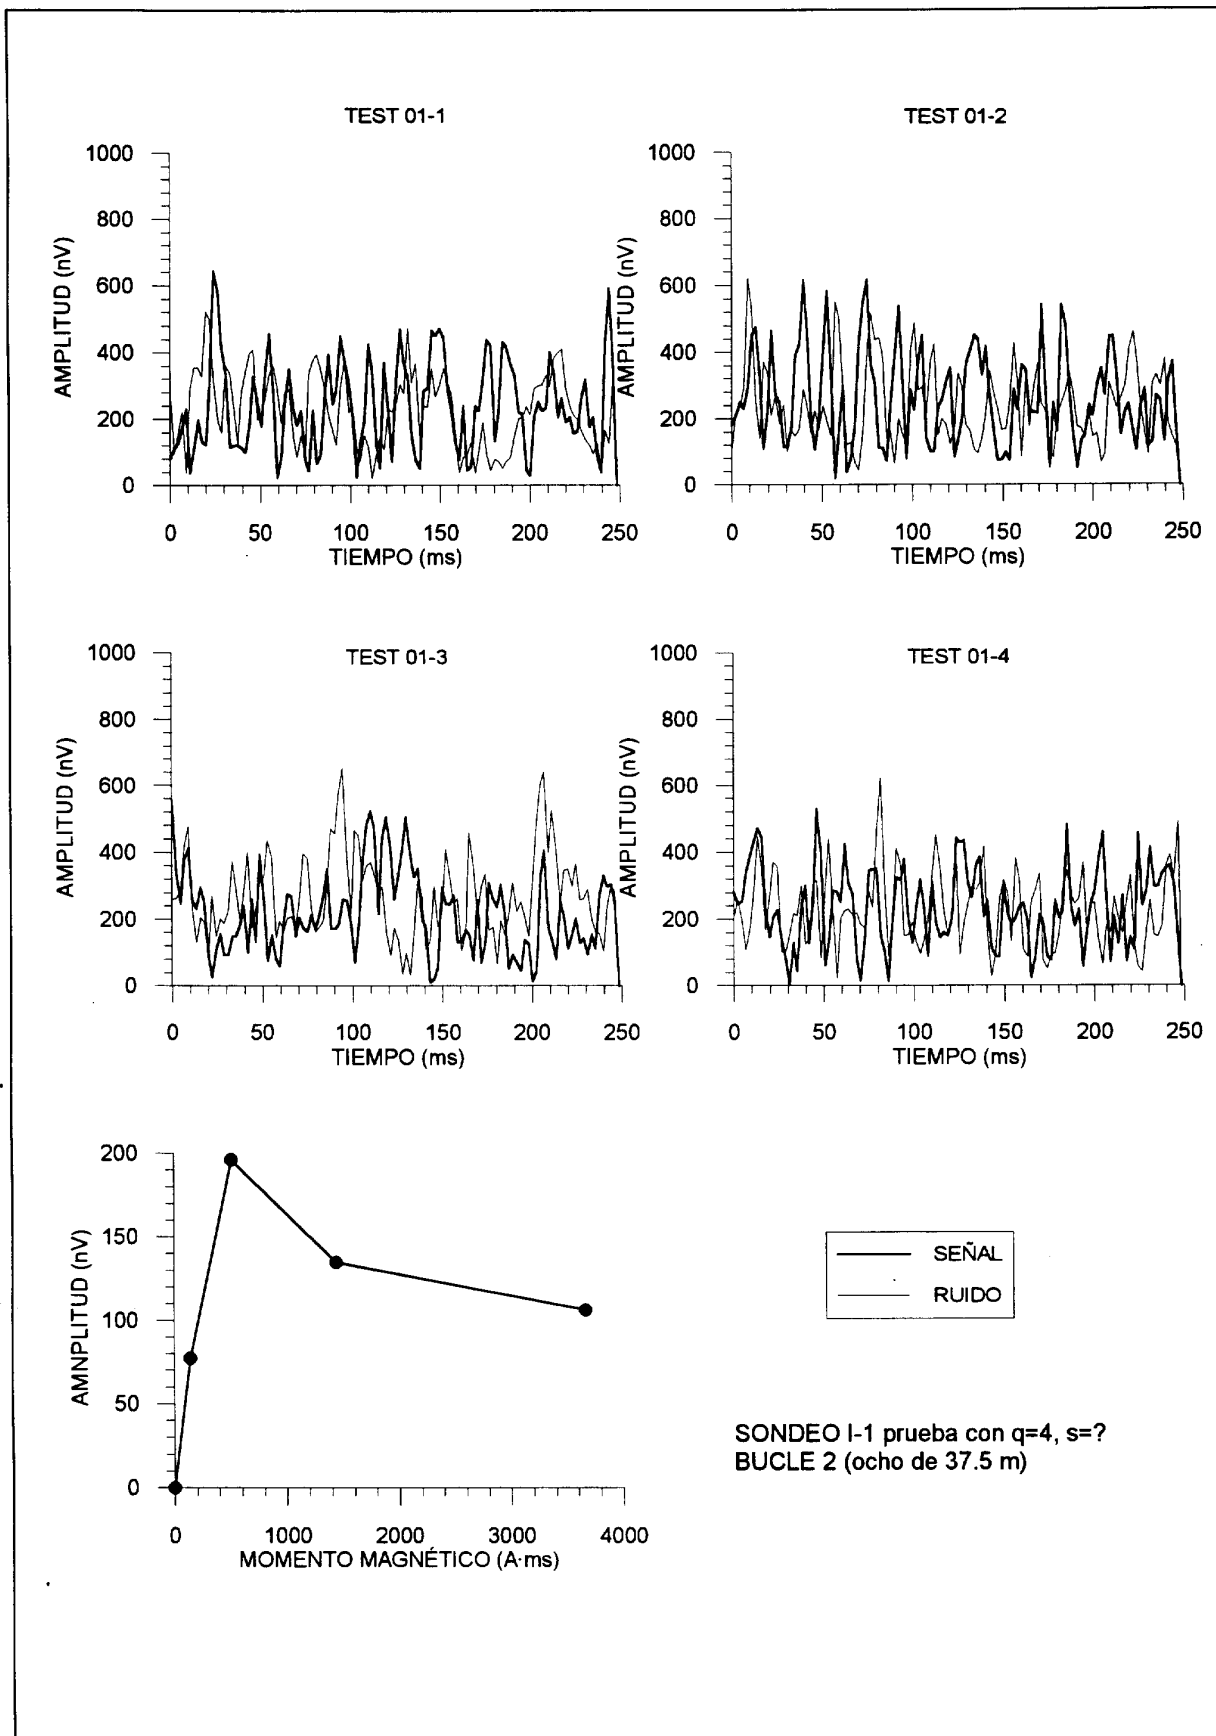 TEST 01-1
1000
800
600
400
200
0
AMPLITUD (nV)
0 50 100 150 200 250
TIEMPO (ms)
TEST 01-2
1000
800
600
400
200
0
AMPLITUD (nV)
0 50 100 150 200 250
TIEMPO (ms)
TEST 01-3
1000
800
600
400
200
0
AMPLITUD (nV)
0 50 100 150 200 250
TIEMPO (ms)
TEST 01-4
1000
800
600
400
200
0
AMPLITUD (nV)
0 50 100 150 200 250
TIEMPO (ms)
200
150
100
50
0
AMNPLITUD (nV)
0 1000 2000 3000 4000
MOMENTO MAGNÉTICO (A·ms)
SEÑAL
RUIDO
SONDEO I-1 prueba con q=4, s=?
BUCLE 2 (ocho de 37.5 m)